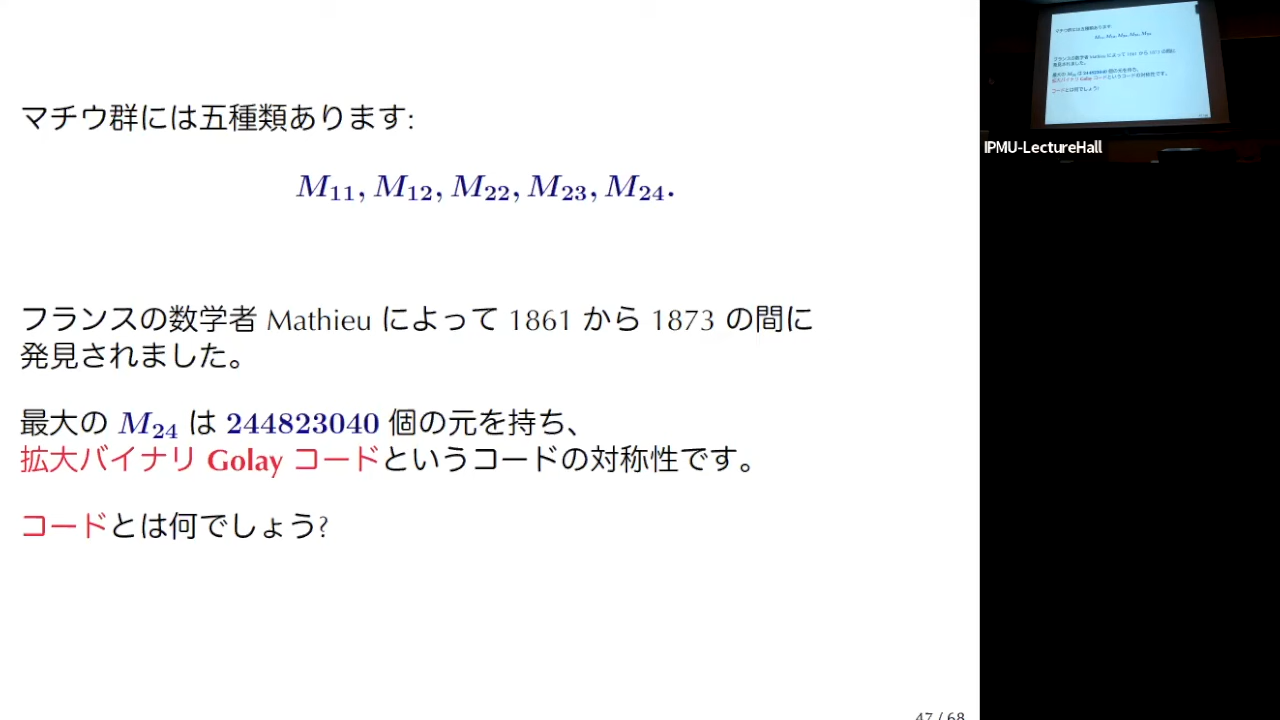 マチウ群には五種類あります:
M₁₁, M₁₂, M₂₂, M₂₃, M₂₄.
フランスの数学者 Mathieu によって 1861 から 1873 の間に
発見されました。
最大の M₂₄ は 244823040 個の元を持ち、
拡大バイナリ Golay コードというコードの対称性です。
コードとは何でしょう?
47 / 68
IPMU-LectureHall